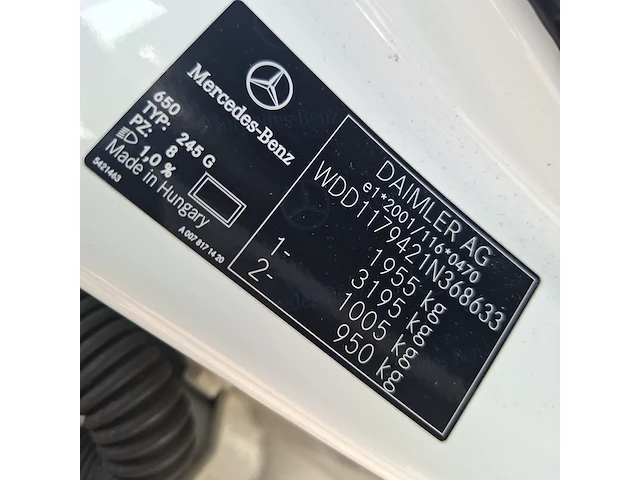 Mercedes-Benz
650
TYP: 245 G
PZ: 8
1,0 %
Made in Hungary
5421463
A 007 817 14 20
DAIMLER AG
e1*2001/116*0470
WDD1179421N368633
1955 kg
3195 kg
1- 1005 kg
2- 950 kg